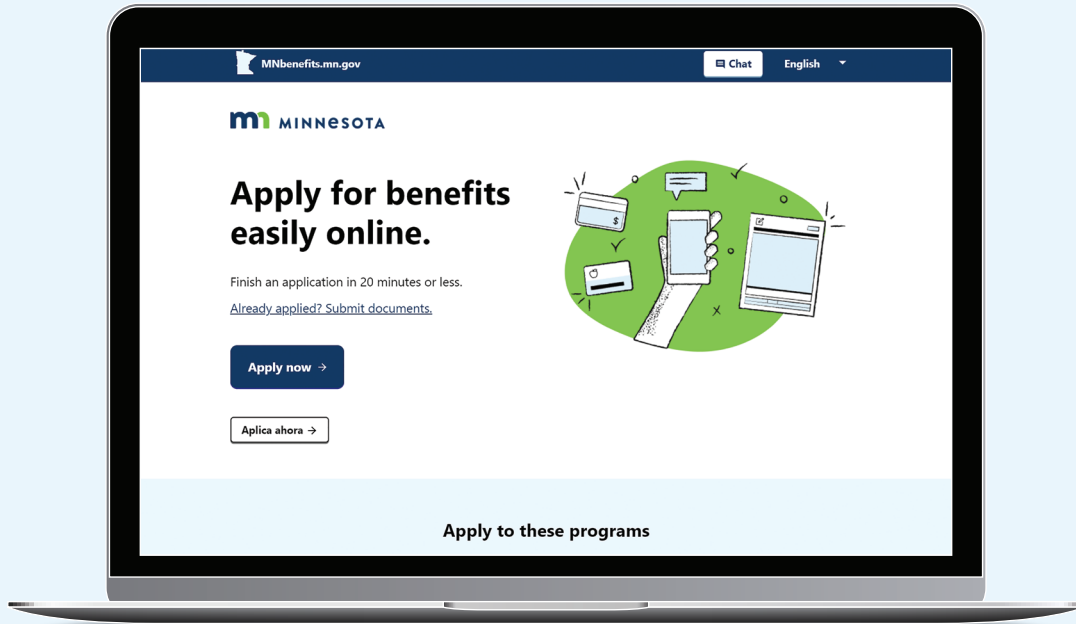 MNbenefits.mn.gov
Chat
English
mn MINNESOTA
Apply for benefits
easily online.
Finish an application in 20 minutes or less.
Already applied? Submit documents.
Apply now →
Aplica ahora →
$
Apply to these programs